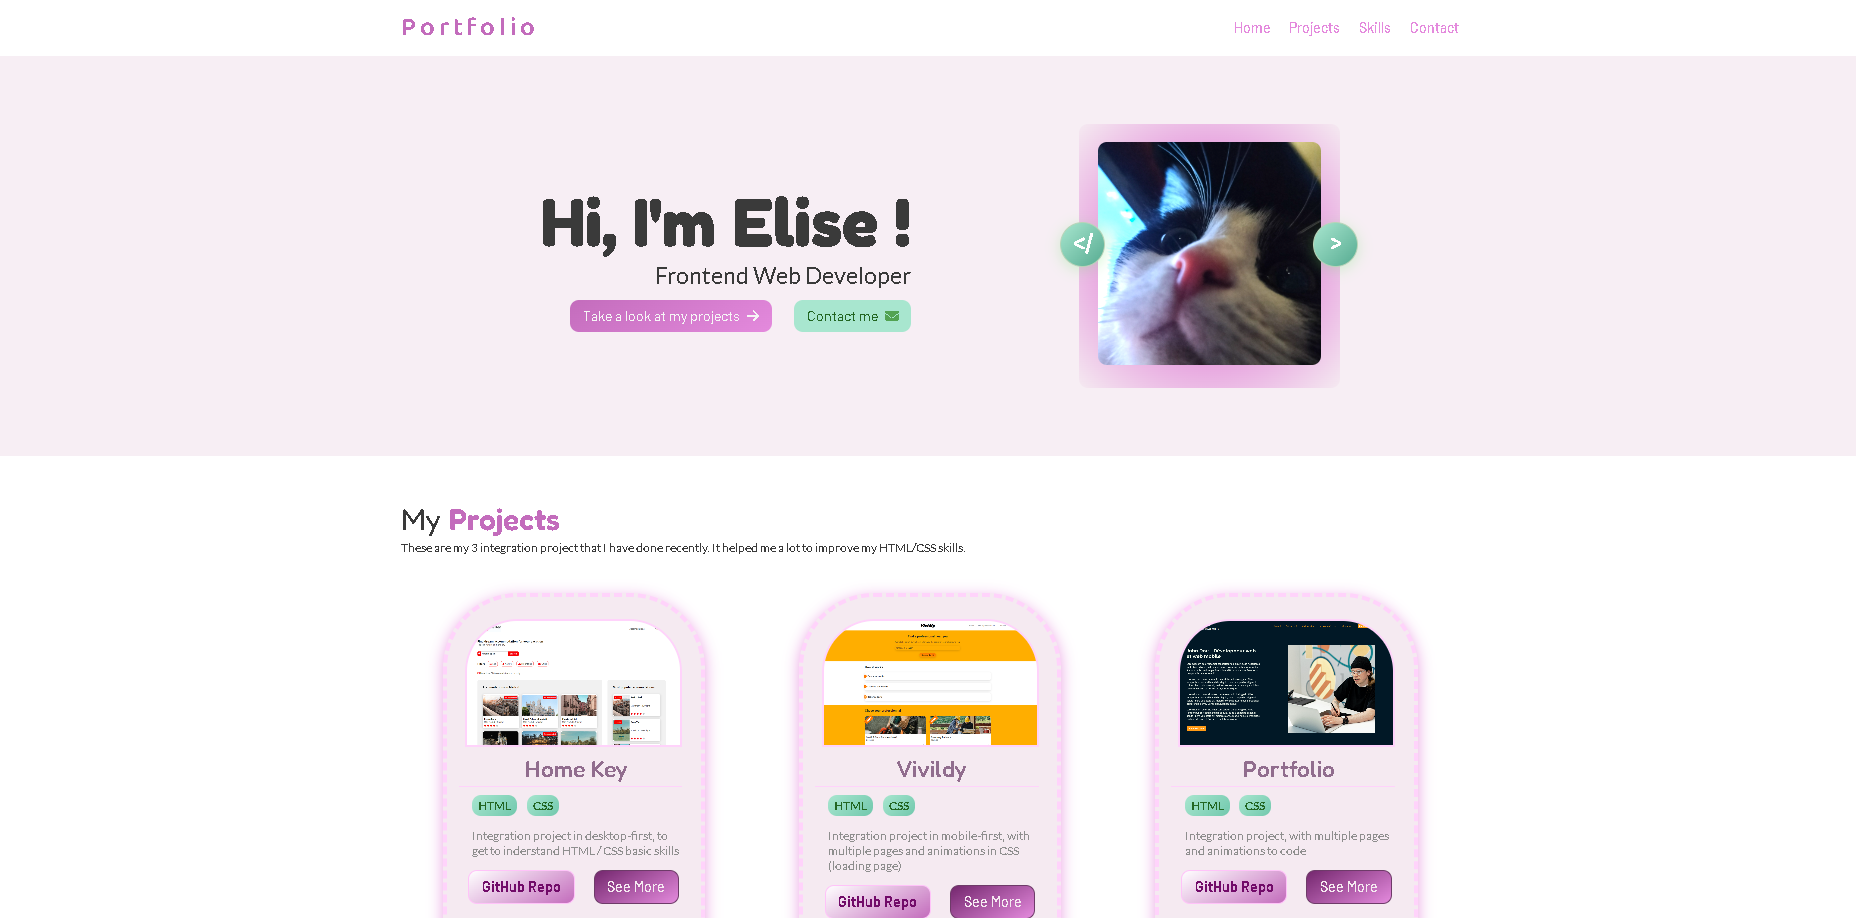 Portfolio
Home Projects Skills Contact
Hi, I'm Elise !
Frontend Web Developer
Take a look at my projects
Contact me
</
>
My Projects
These are my 3 integration project that I have done recently. It helped me a lot to improve my HTML/CSS skills.
Home Key
HTML CSS
Integration project in desktop-first, to
get to inderstand HTML / CSS basic skills
GitHub Repo See More
Vivildy
HTML CSS
Integration project in mobile-first, with
multiple pages and animations in CSS
(loading page)
GitHub Repo See More
Portfolio
HTML CSS
Integration project, with multiple pages
and animations to code
GitHub Repo See More